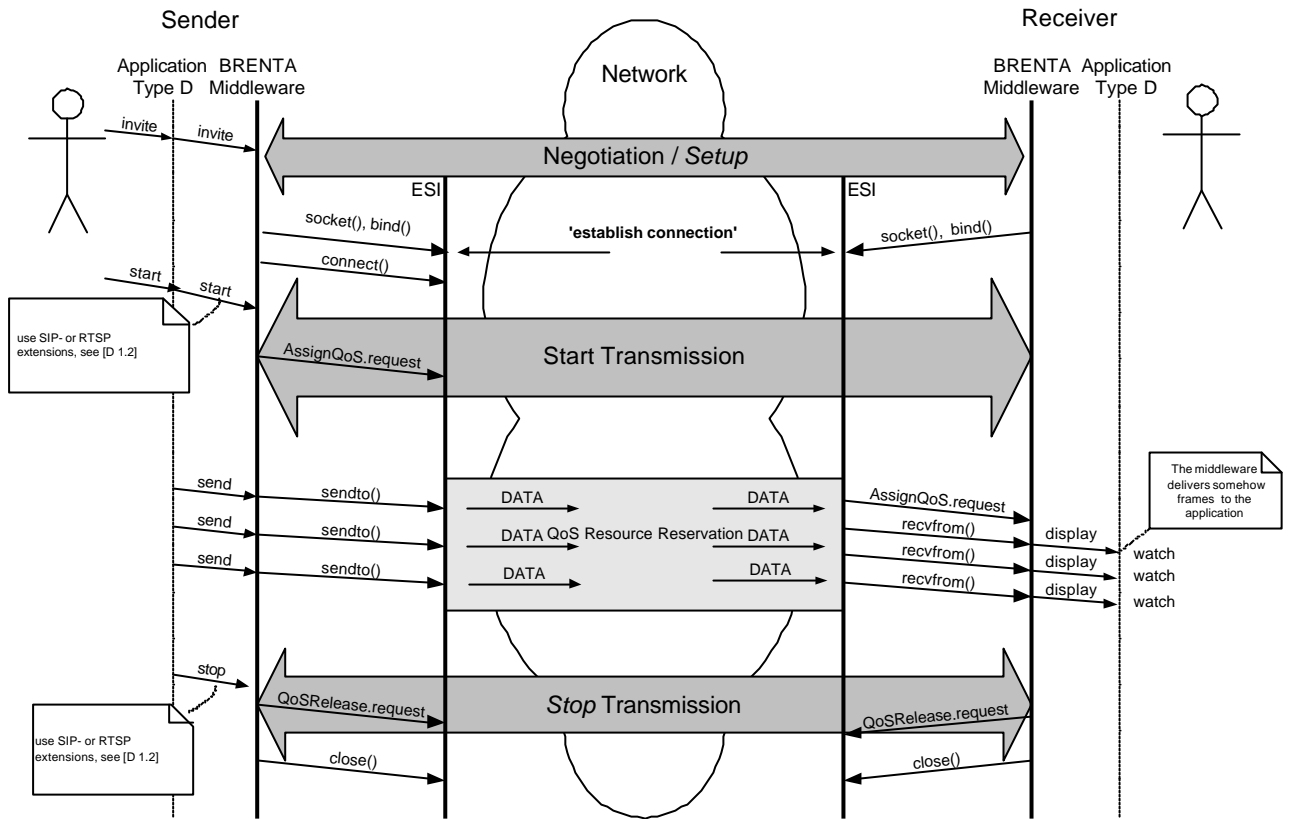 Sender
Receiver
Network
Application
Type D
BRENTA
Middleware
BRENTA
Middleware
Application
Type D
invite
invite
Negotiation / Setup
ESI
ESI
socket(), bind()
'establish connection'
socket(), bind()
connect()
start
start
use SIP- or RTSP
extensions, see [D 1.2]
AssignQoS.request
Start Transmission
send
sendto()
DATA
DATA
AssignQoS.request
The middleware
delivers somehow
frames to the
application
send
sendto()
DATA
QoS Resource Reservation
DATA
recvfrom()
display
watch
send
sendto()
DATA
DATA
recvfrom()
display
watch
recvfrom()
display
watch
stop
QoSRelease.request
Stop Transmission
QoSRelease.request
use SIP- or RTSP
extensions, see [D 1.2]
close()
close()